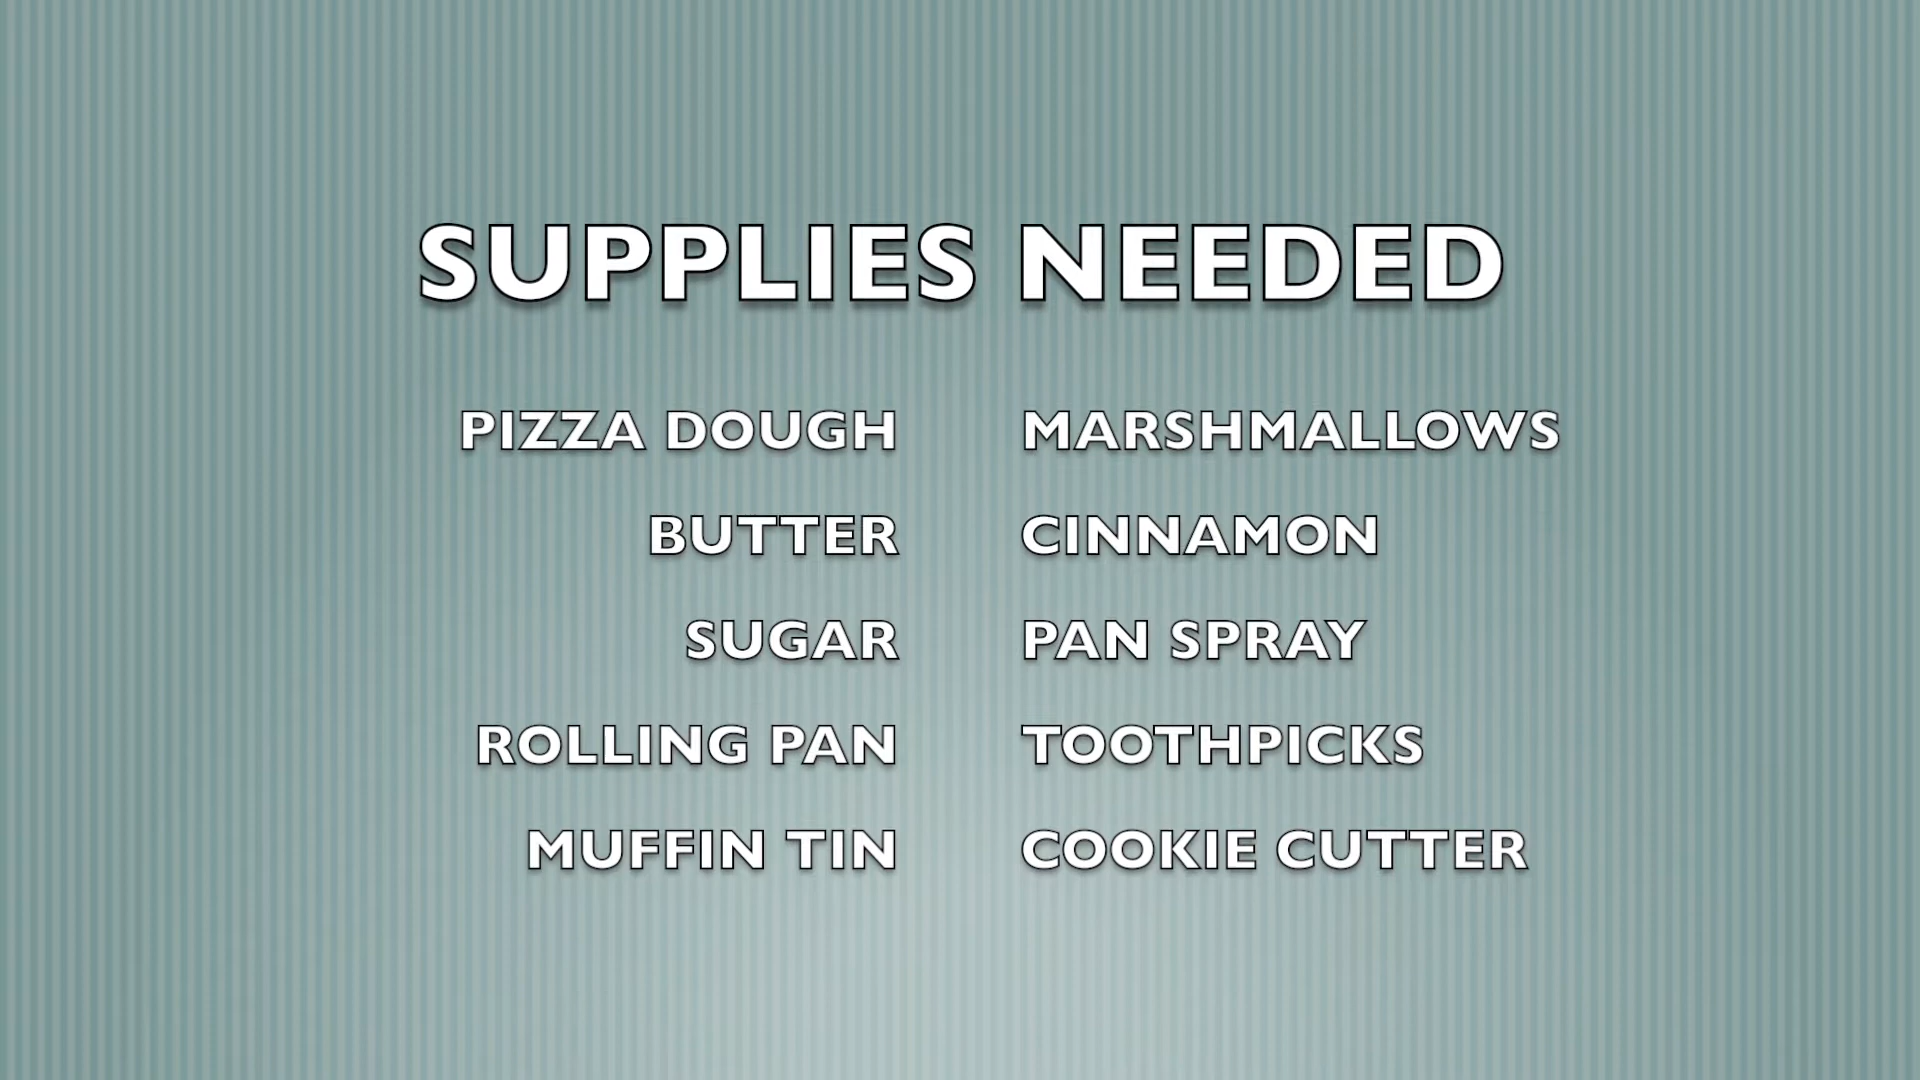 SUPPLIES NEEDED
PIZZA DOUGH MARSHMALLOWS
BUTTER CINNAMON
SUGAR PAN SPRAY
ROLLING PAN TOOTHPICKS
MUFFIN TIN COOKIE CUTTER